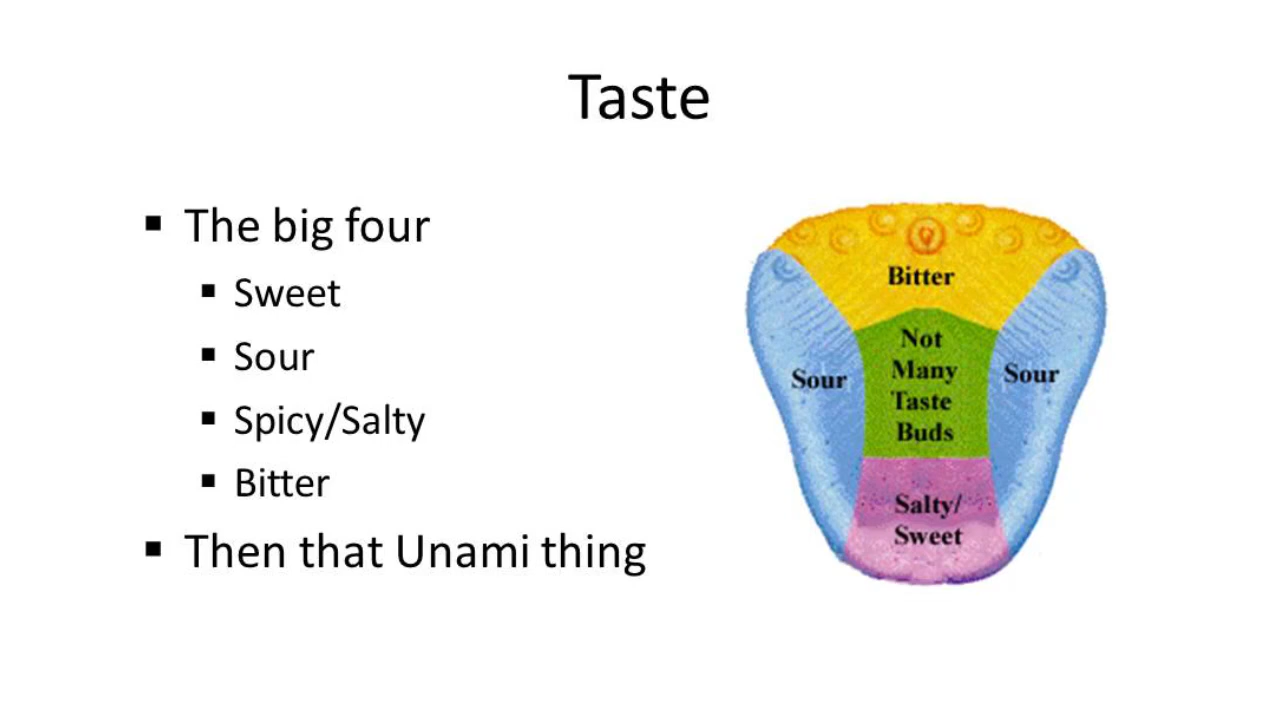 Taste
▪ The big four
▪ Sweet
▪ Sour
▪ Spicy/Salty
▪ Bitter
▪ Then that Unami thing
Bitter
Not
Many
Taste
Buds
Sour
Sour
Salty/
Sweet